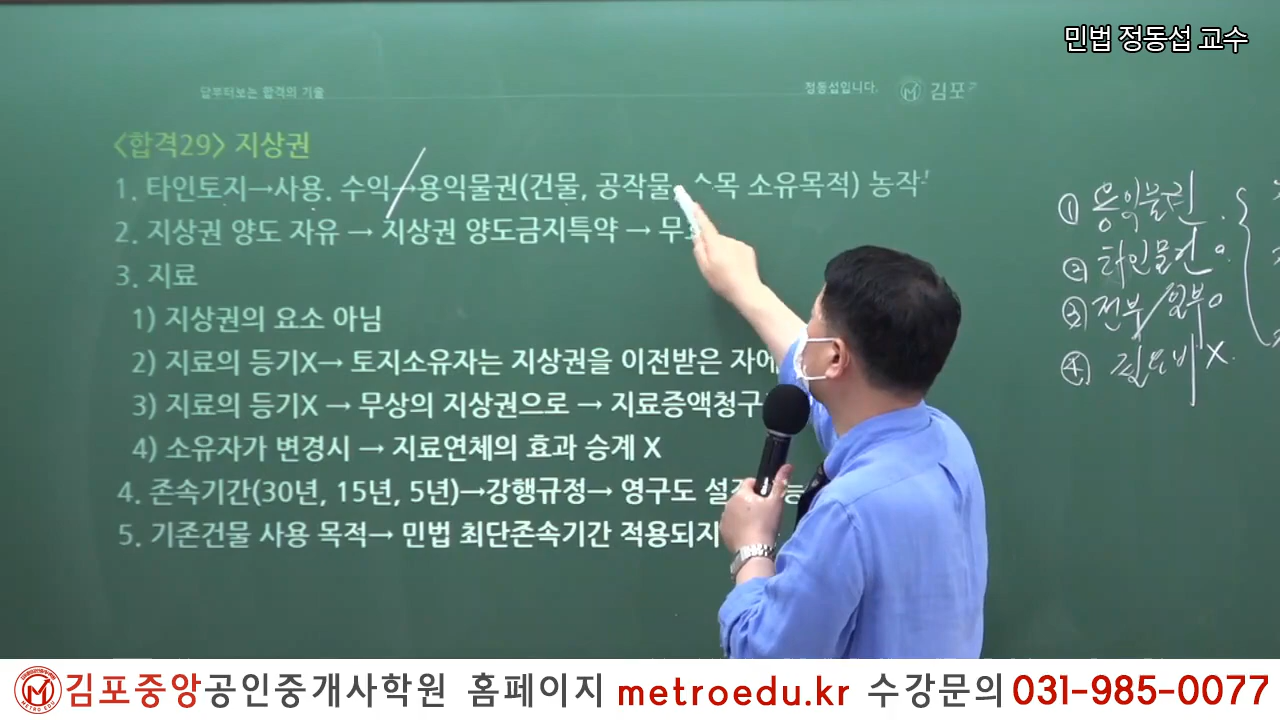 민법 정동섭 교수
답부터보는 합격의 기술
정동섭입니다.
김포
<합격29> 지상권
1. 타인토지→사용. 수익→용익물권(건물, 공작물, 수목 소유목적) 농작
2. 지상권 양도 자유 → 지상권 양도금지특약 → 무효
3. 지료
1) 지상권의 요소 아님
2) 지료의 등기X→ 토지소유자는 지상권을 이전받은 자에
3) 지료의 등기X → 무상의 지상권으로 → 지료증액청구
4) 소유자가 변경시 → 지료연체의 효과 승계 X
4. 존속기간(30년, 15년, 5년)→강행규정→ 영구도 설정
5. 기존건물 사용 목적→ 민법 최단존속기간 적용되지
① 용익물권.
② 타인물건 o
③ 전부/일부 o
④ 필요비 X.
METRO EDU
김포중앙공인중개사학원 홈페이지 metroedu.kr 수강문의 031-985-0077